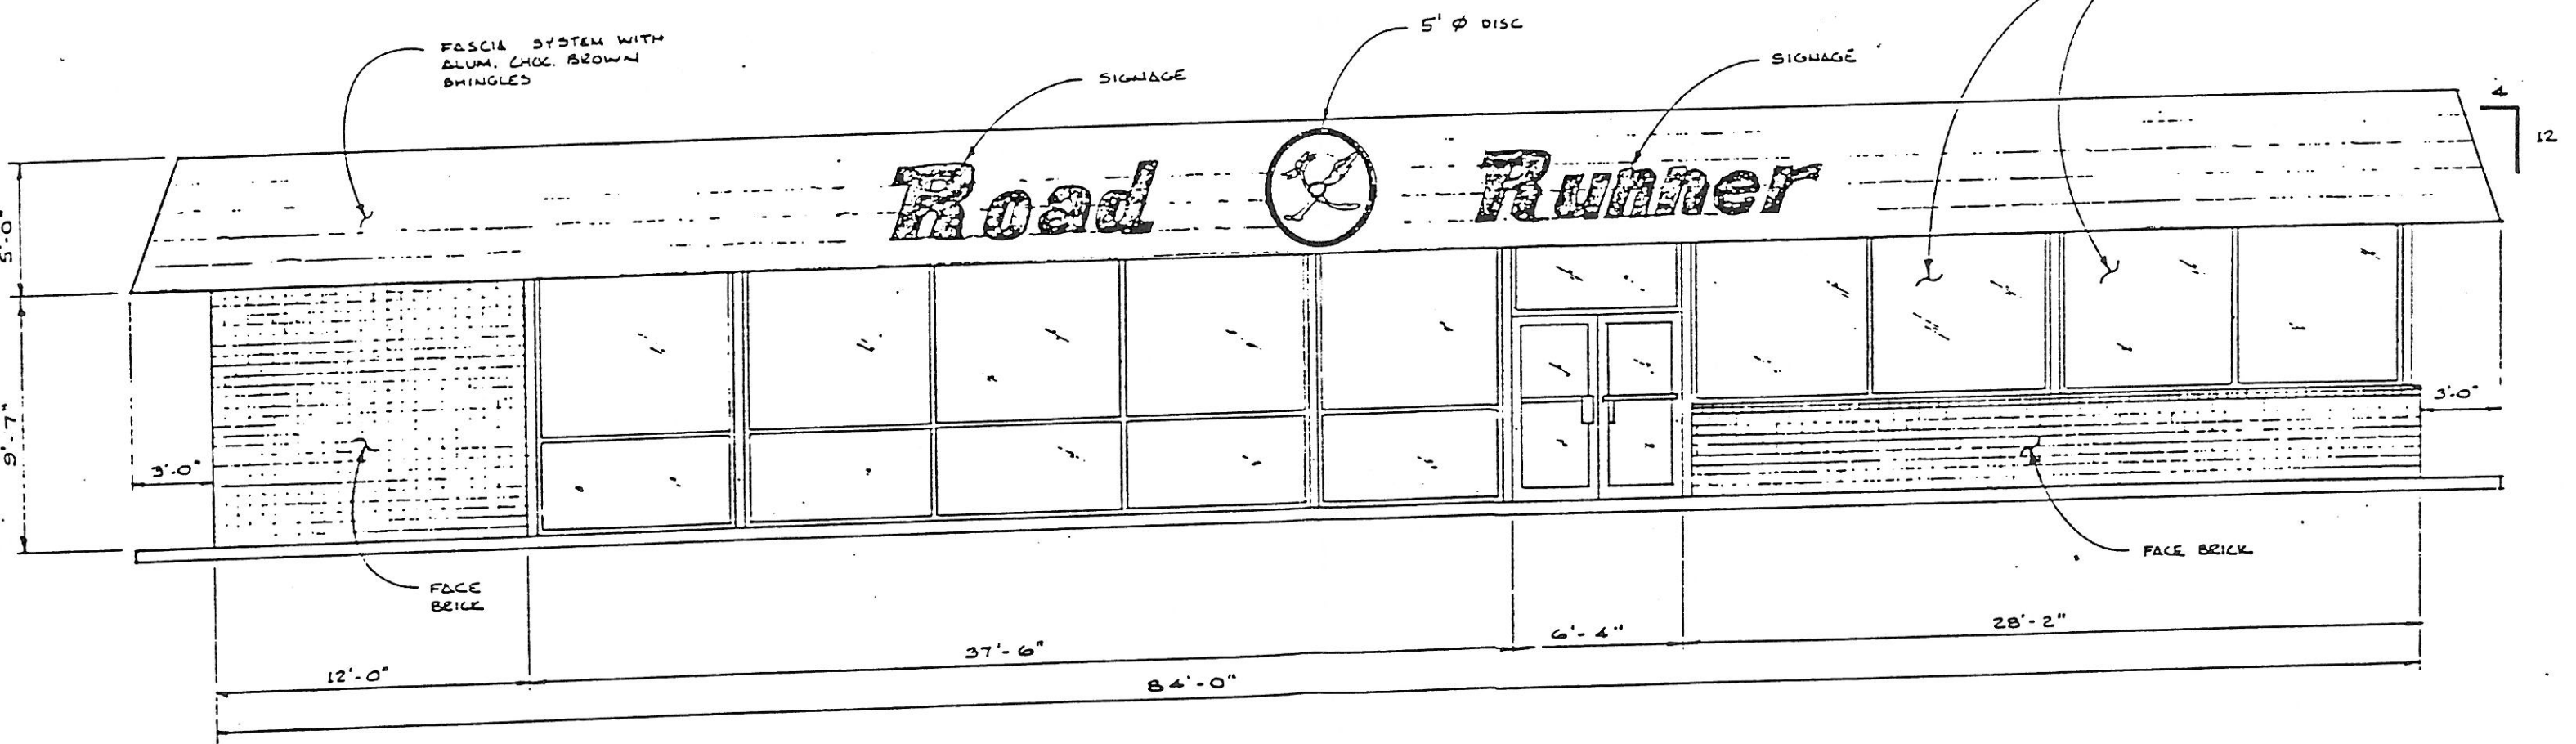 FASCIA SYSTEM WITH
ALUM. CHOC. BROWN
SHINGLES
SIGNAGE
5' Ø DISC
SIGNAGE
4
12
Road Runner
5'-0"
9'-7"
3'-0"
3'-0"
FACE
BRICK
FACE BRICK
12'-0"
37'-6"
6'-4"
28'-2"
84'-0"